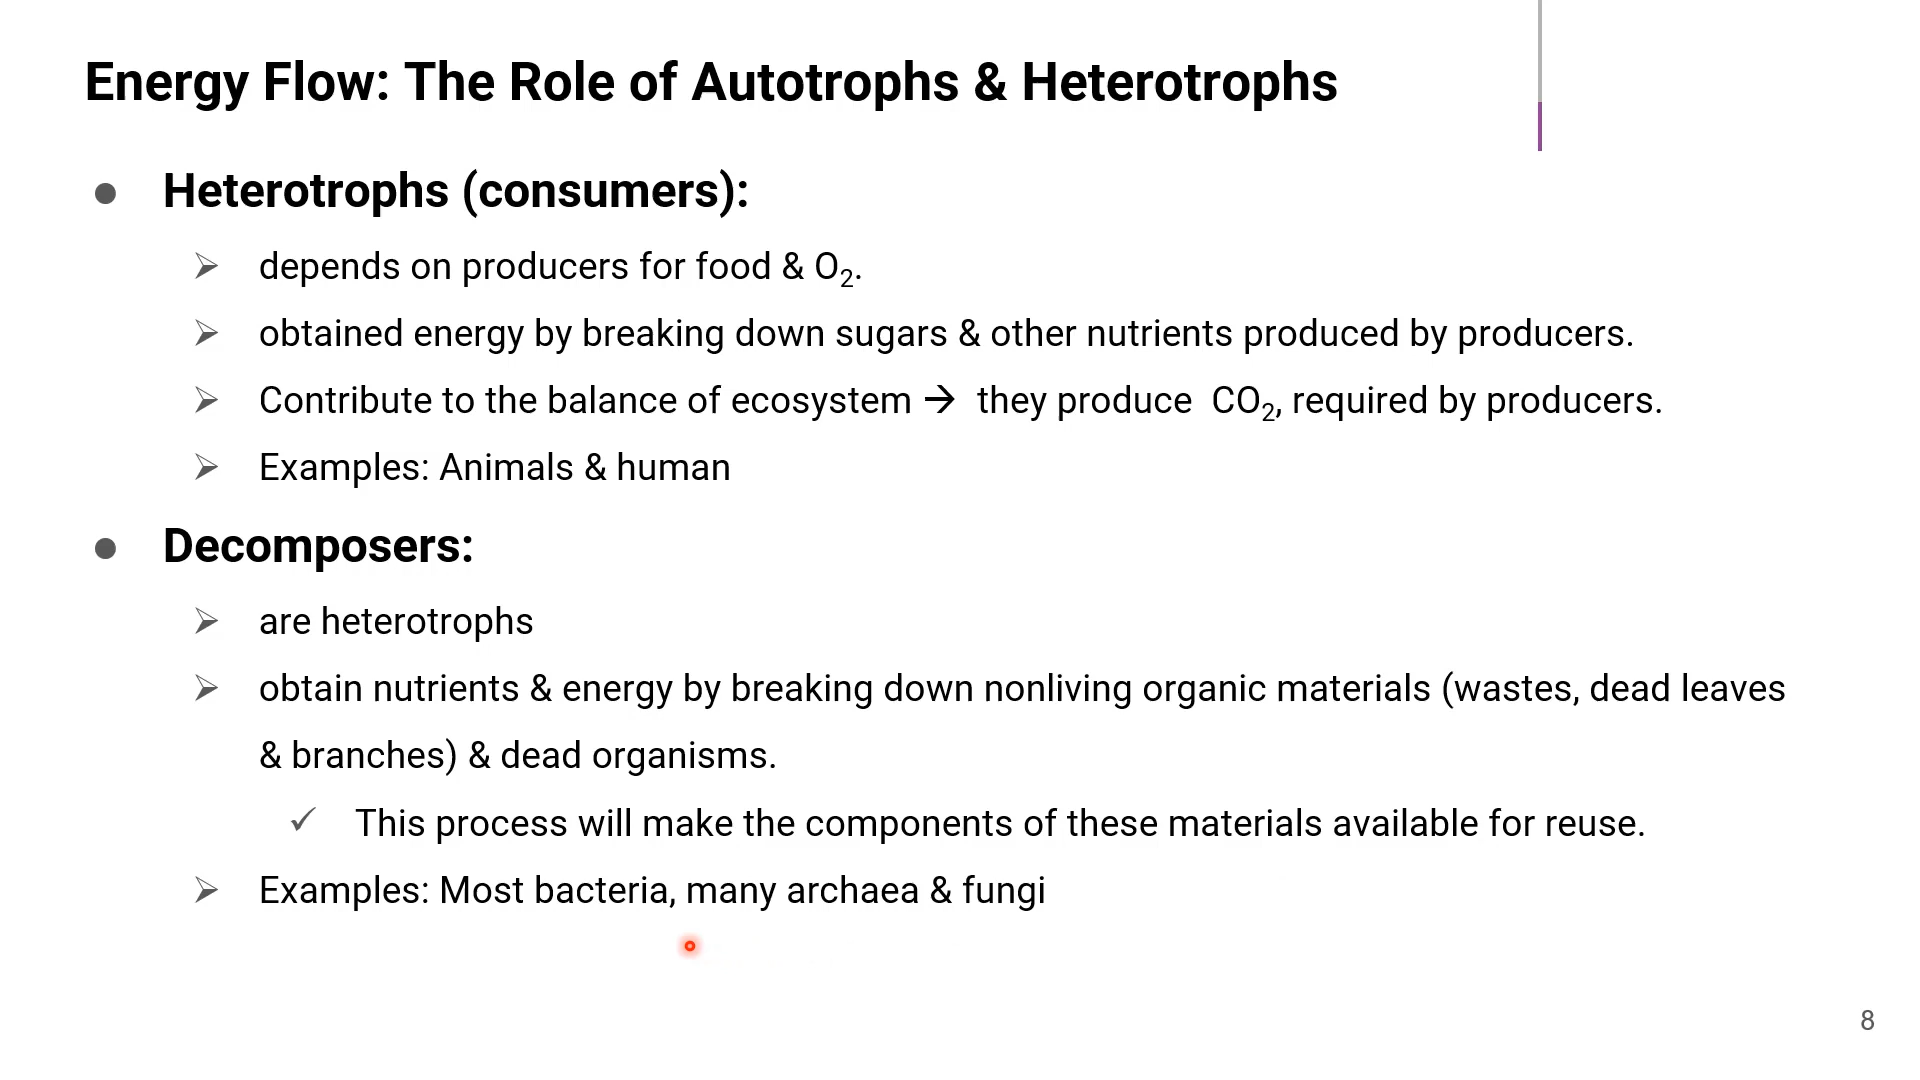 Energy Flow: The Role of Autotrophs & Heterotrophs
● Heterotrophs (consumers):
➢ depends on producers for food & O₂.
➢ obtained energy by breaking down sugars & other nutrients produced by producers.
➢ Contribute to the balance of ecosystem → they produce  CO₂, required by producers.
➢ Examples: Animals & human
● Decomposers:
➢ are heterotrophs
➢ obtain nutrients & energy by breaking down nonliving organic materials (wastes, dead leaves
& branches) & dead organisms.
✓ This process will make the components of these materials available for reuse.
➢ Examples: Most bacteria, many archaea & fungi
8